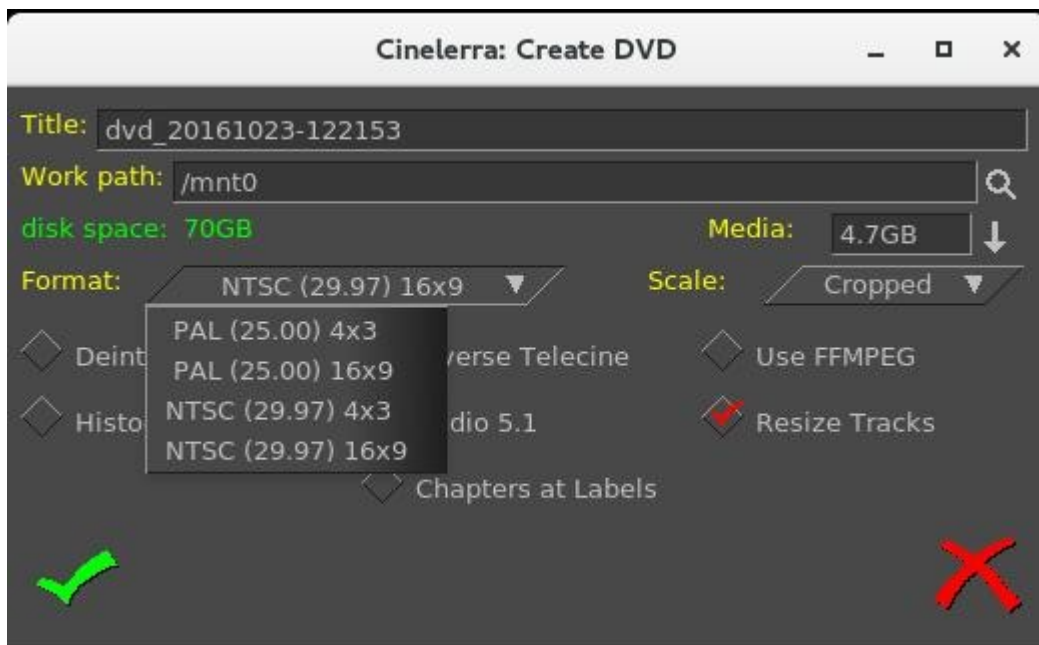 Cinelerra: Create DVD
Title: dvd_20161023-122153
Work path: /mnt0
disk space: 70GB Media: 4.7GB
Format: NTSC (29.97) 16x9 Scale: Cropped
PAL (25.00) 4x3
Deint verse Telecine Use FFMPEG
PAL (25.00) 16x9
NTSC (29.97) 4x3
Histo dio 5.1 Resize Tracks
NTSC (29.97) 16x9
Chapters at Labels